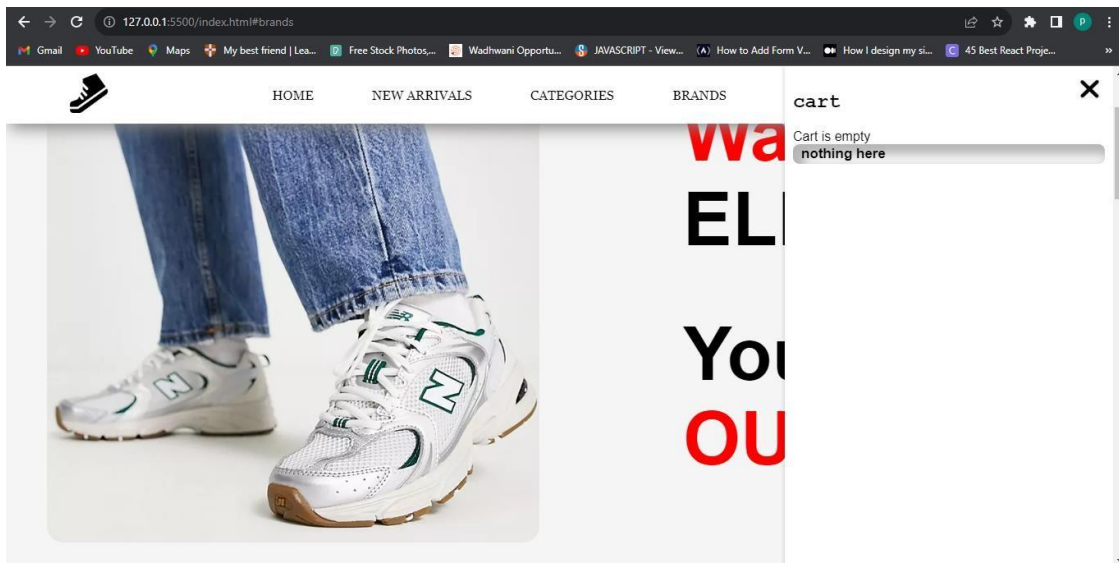 127.0.0.1:5500/index.html#brands
P
Gmail YouTube Maps My best friend | Lea... Free Stock Photos,... Wadhwani Opportu... JAVASCRIPT - View... How to Add Form V... How I design my si... C 45 Best React Proje... »
HOME NEW ARRIVALS CATEGORIES BRANDS
cart
Cart is empty
nothing here
Wa
ELE
You
OU
N
N